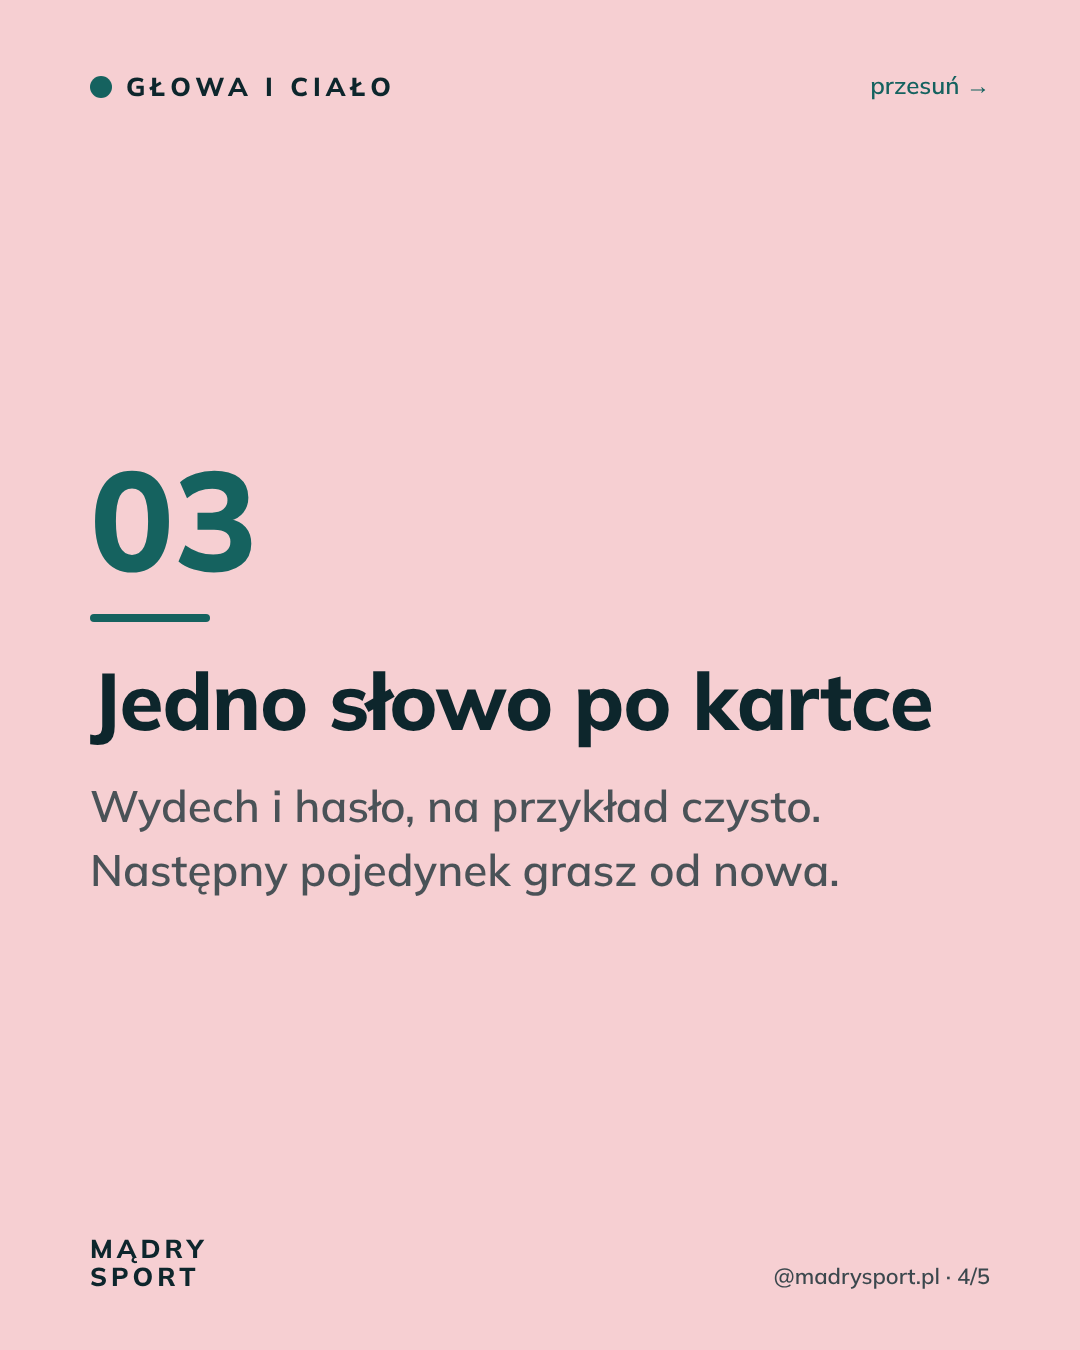 GŁOWA I CIAŁO
przesuń →
03
Jedno słowo po kartce
Wydech i hasło, na przykład czysto.
Następny pojedynek grasz od nowa.
MĄDRY
SPORT
@madrysport.pl · 4/5